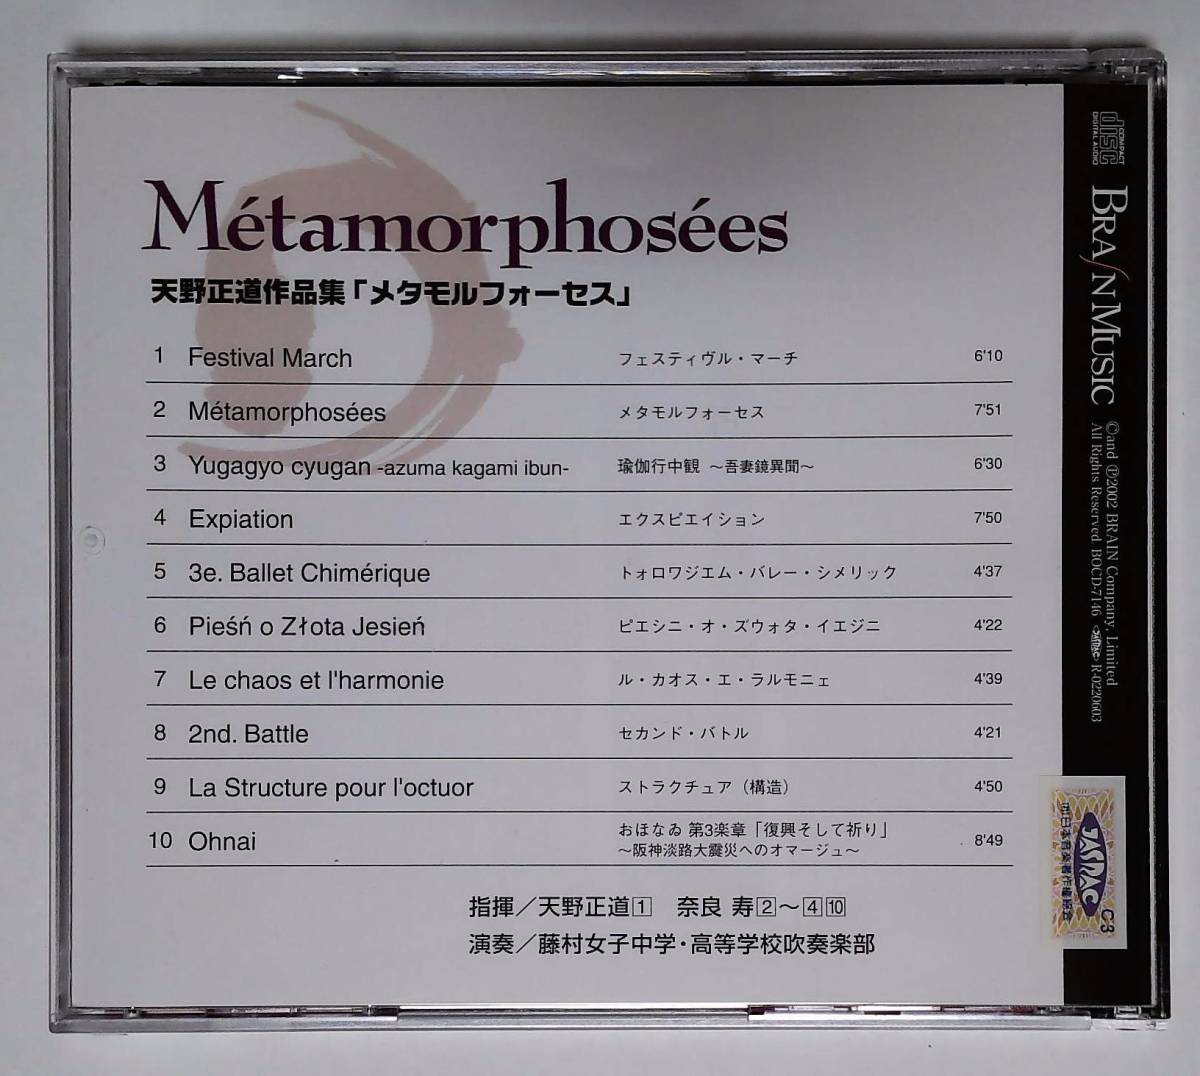 Métamorphosées
天野正道作品集「メタモルフォーセス」
1 Festival March フェスティヴル・マーチ 6'10
2 Métamorphosées メタモルフォーセス 7'51
3 Yugagyo cyugan -azuma kagami ibun- 瑜伽行中観 ～吾妻鏡異聞～ 6'30
4 Expiation エクスピエイション 7'50
5 3e. Ballet Chimérique トォロワジエム・バレー・シメリック 4'37
6 Pieśń o Złota Jesień ピエシニ・オ・ズウォタ・イエジニ 4'22
7 Le chaos et l'harmonie ル・カオス・エ・ラルモニェ 4'39
8 2nd. Battle セカンド・バトル 4'21
9 La Structure pour l'octuor ストラクチュア（構造） 4'50
10 Ohnai おほなゐ 第3楽章「復興そして祈り」 8'49
～阪神淡路大震災へのオマージュ～
指揮／天野正道1 奈良 寿2～4 10
演奏／藤村女子中学・高等学校吹奏楽部
COMPACT
disc
DIGITAL AUDIO
BRAIN MUSIC
©and ℗2002 BRAIN Company, Limited
All Rights Reserved. BOCD-7146 JASRAC R-0220603
JASRAC
C3